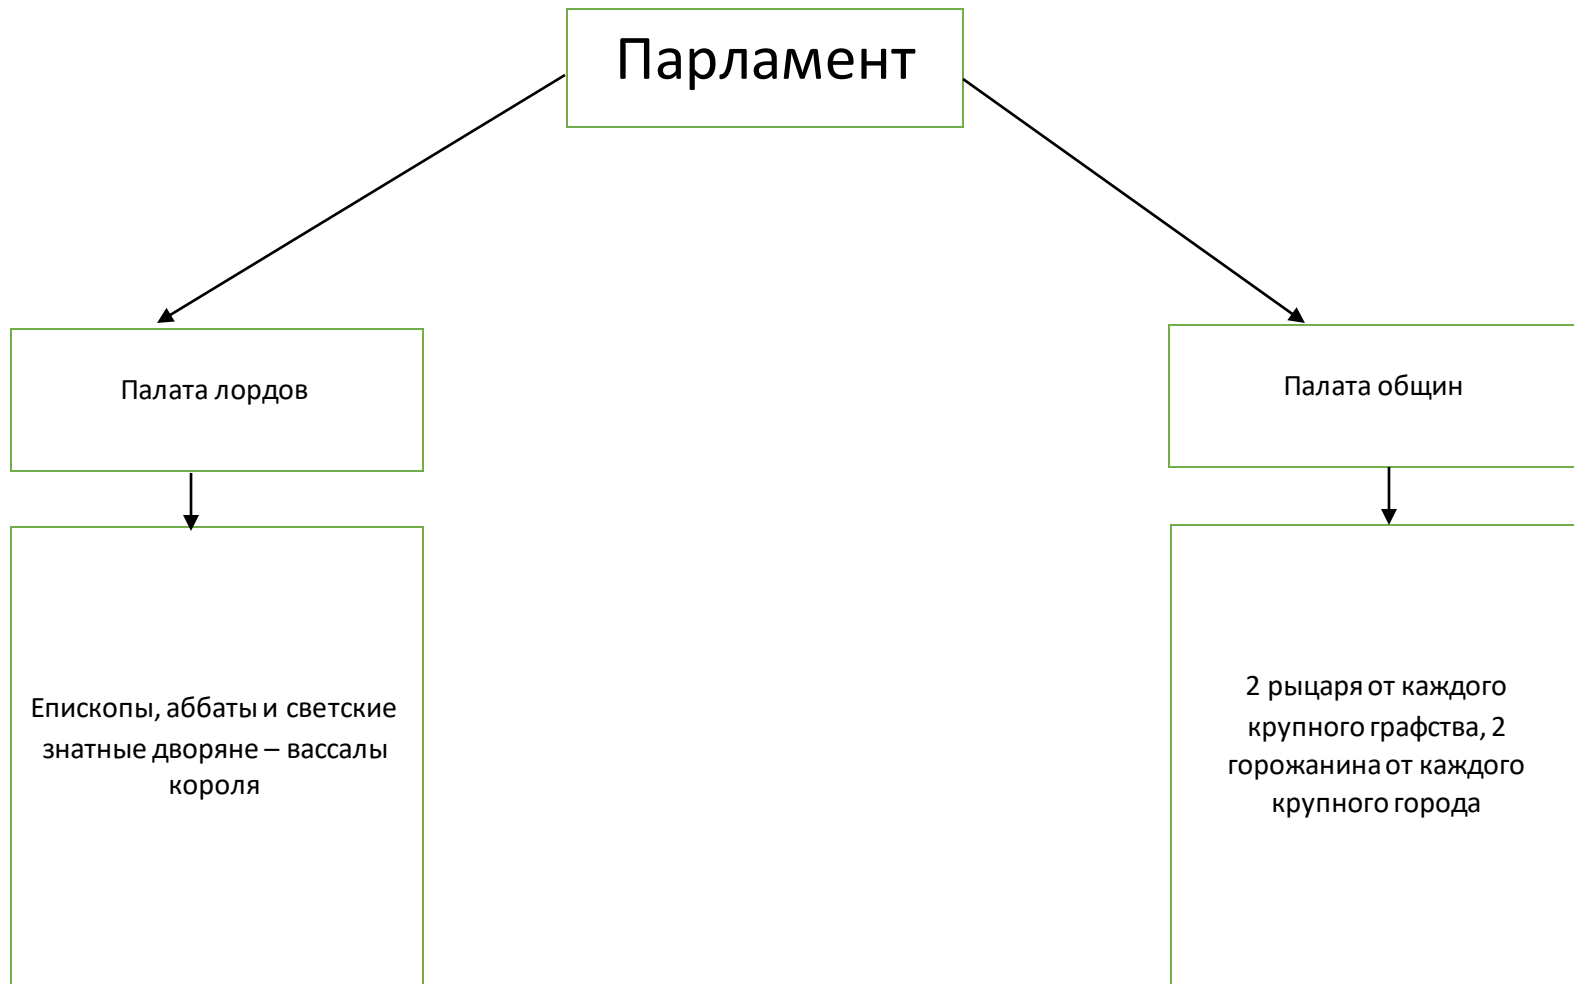 Парламент
Палата лордов
Палата общин
Епископы, аббаты и светские
знатные дворяне – вассалы
короля
2 рыцаря от каждого
крупного графства, 2
горожанина от каждого
крупного города